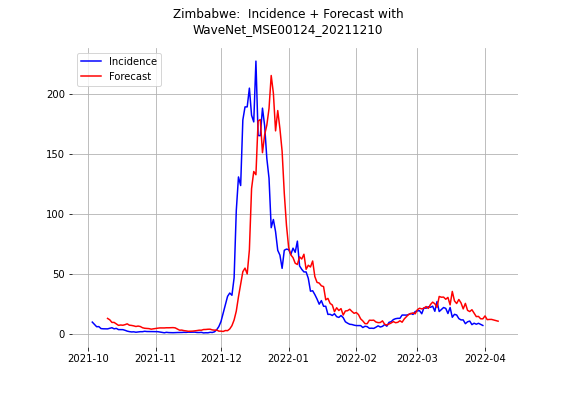 Zimbabwe:  Incidence + Forecast with
WaveNet_MSE00124_20211210
Incidence
Forecast
200
150
100
50
0
2021-10 2021-11 2021-12 2022-01 2022-02 2022-03 2022-04